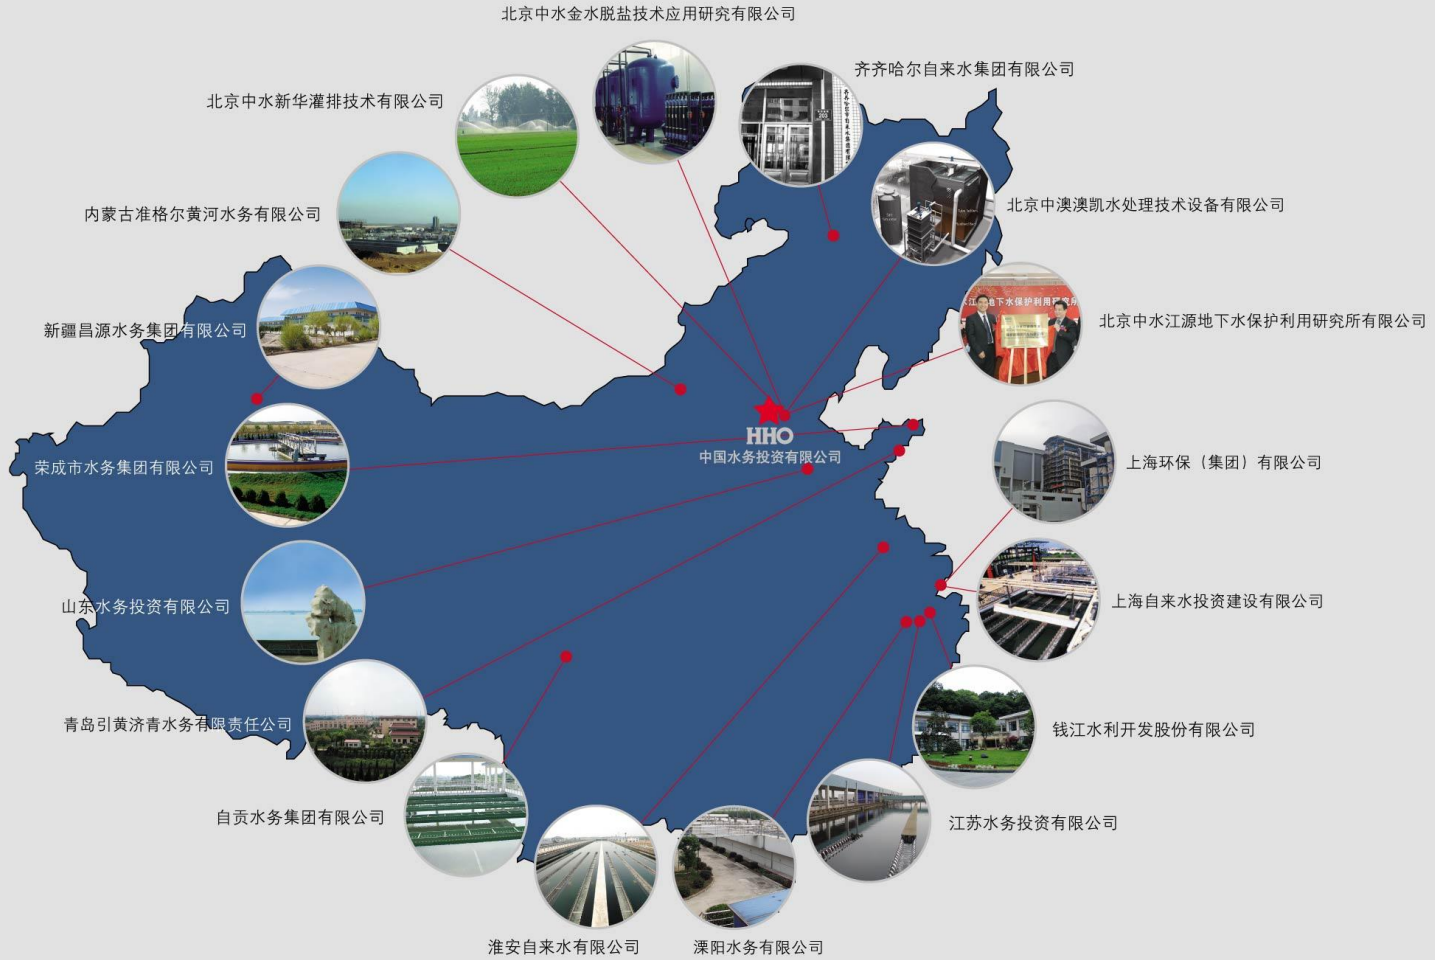 北京中水金水脱盐技术应用研究有限公司
齐齐哈尔自来水集团有限公司
北京中水新华灌排技术有限公司
北京中澳澳凯水处理技术设备有限公司
内蒙古准格尔黄河水务有限公司
江地下水保护利用研究所
北京中水江源地下水保护利用研究所有限公司
新疆昌源水务集团有限公司
HHO
中国水务投资有限公司
荣成市水务集团有限公司
上海环保（集团）有限公司
山东水务投资有限公司
上海自来水投资建设有限公司
青岛引黄济青水务有限责任公司
钱江水利开发股份有限公司
自贡水务集团有限公司
江苏水务投资有限公司
淮安自来水有限公司
溧阳水务有限公司